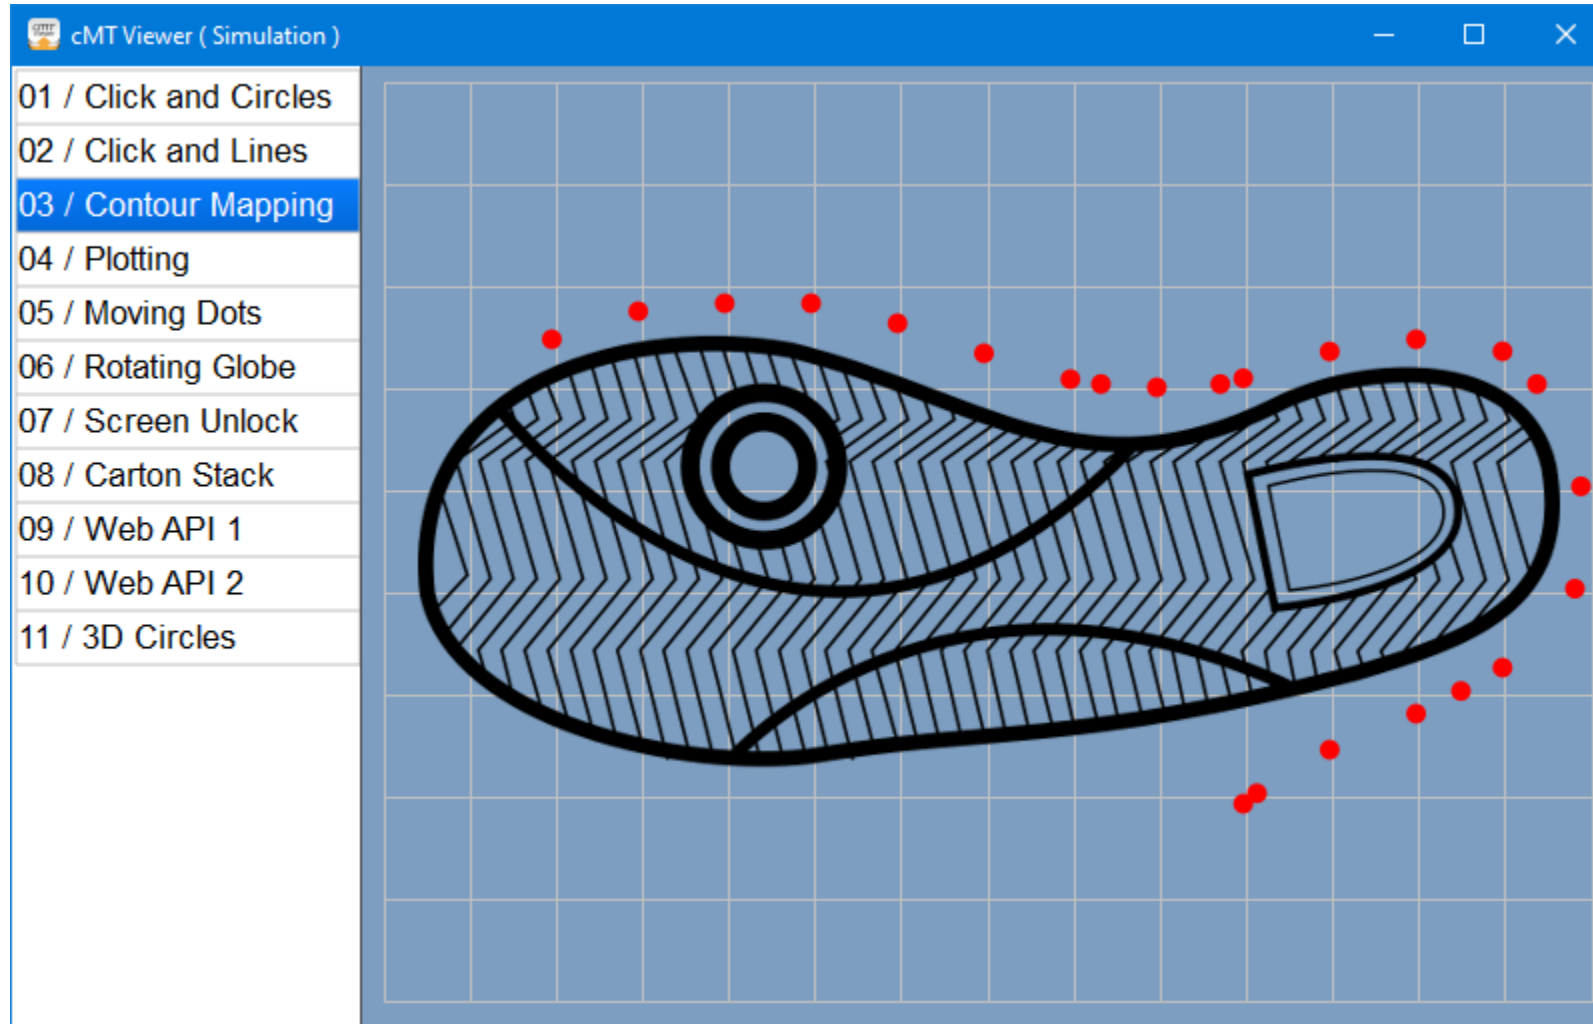 cMT Viewer ( Simulation )
01 / Click and Circles
02 / Click and Lines
03 / Contour Mapping
04 / Plotting
05 / Moving Dots
06 / Rotating Globe
07 / Screen Unlock
08 / Carton Stack
09 / Web API 1
10 / Web API 2
11 / 3D Circles